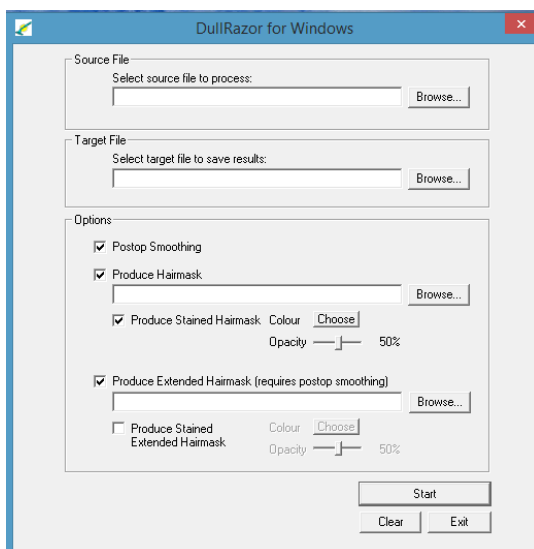 DullRazor for Windows
Source File
Select source file to process:
Browse...
Target File
Select target file to save results:
Browse...
Options
Postop Smoothing
Produce Hairmask
Browse...
Produce Stained Hairmask Colour Choose
Opacity 50%
Produce Extended Hairmask (requires postop smoothing)
Browse...
Produce Stained Colour Choose
Extended Hairmask Opacity 50%
Start
Clear Exit